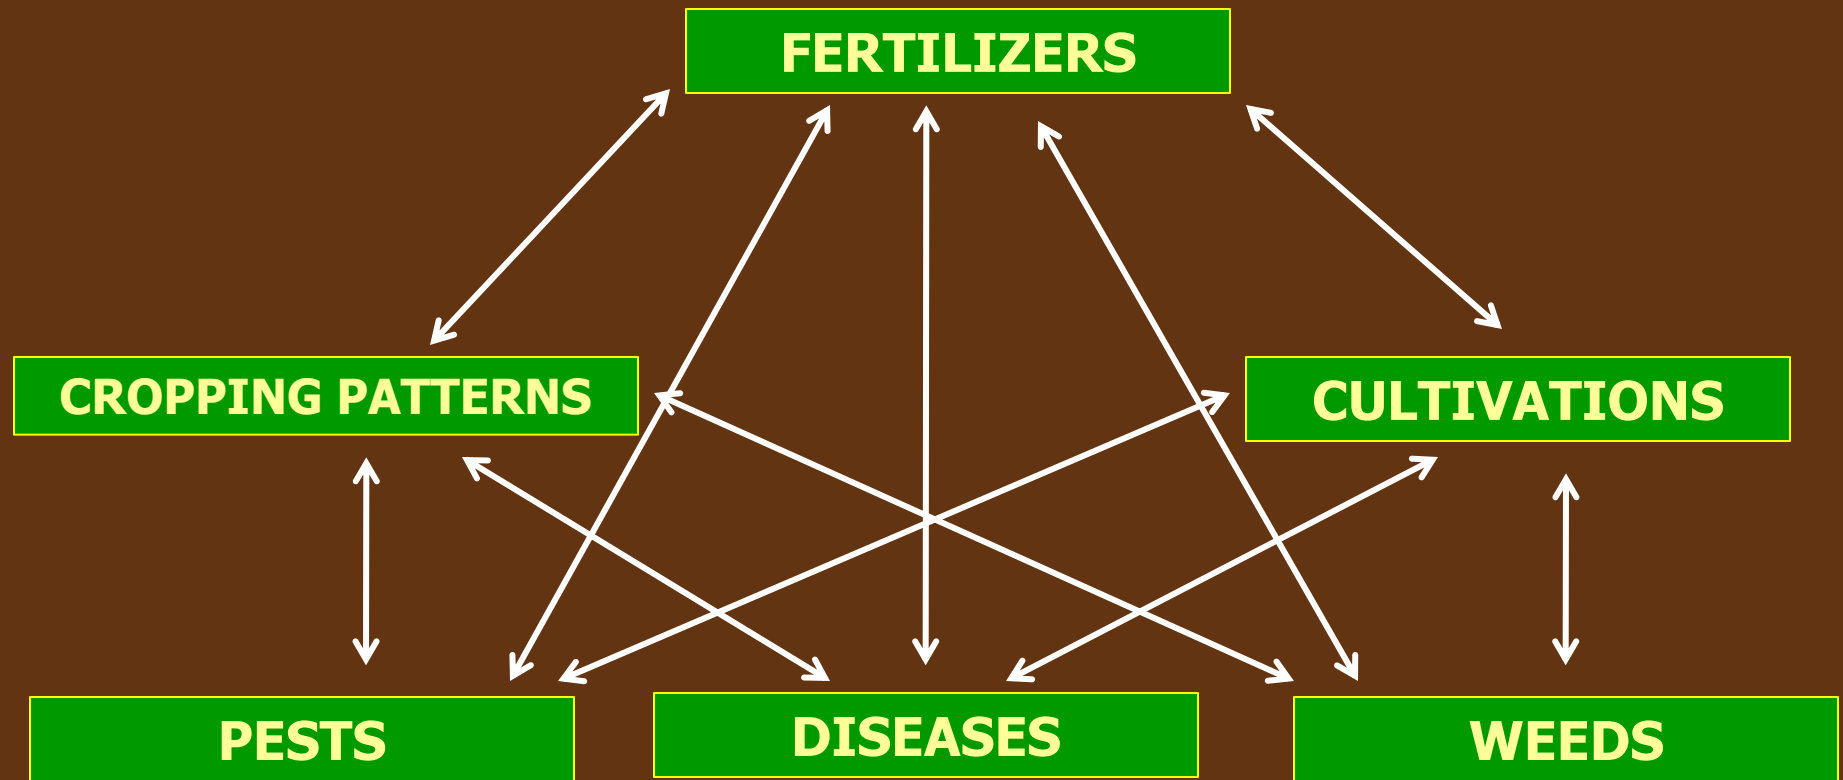 FERTILIZERS
CROPPING PATTERNS
CULTIVATIONS
PESTS
DISEASES
WEEDS